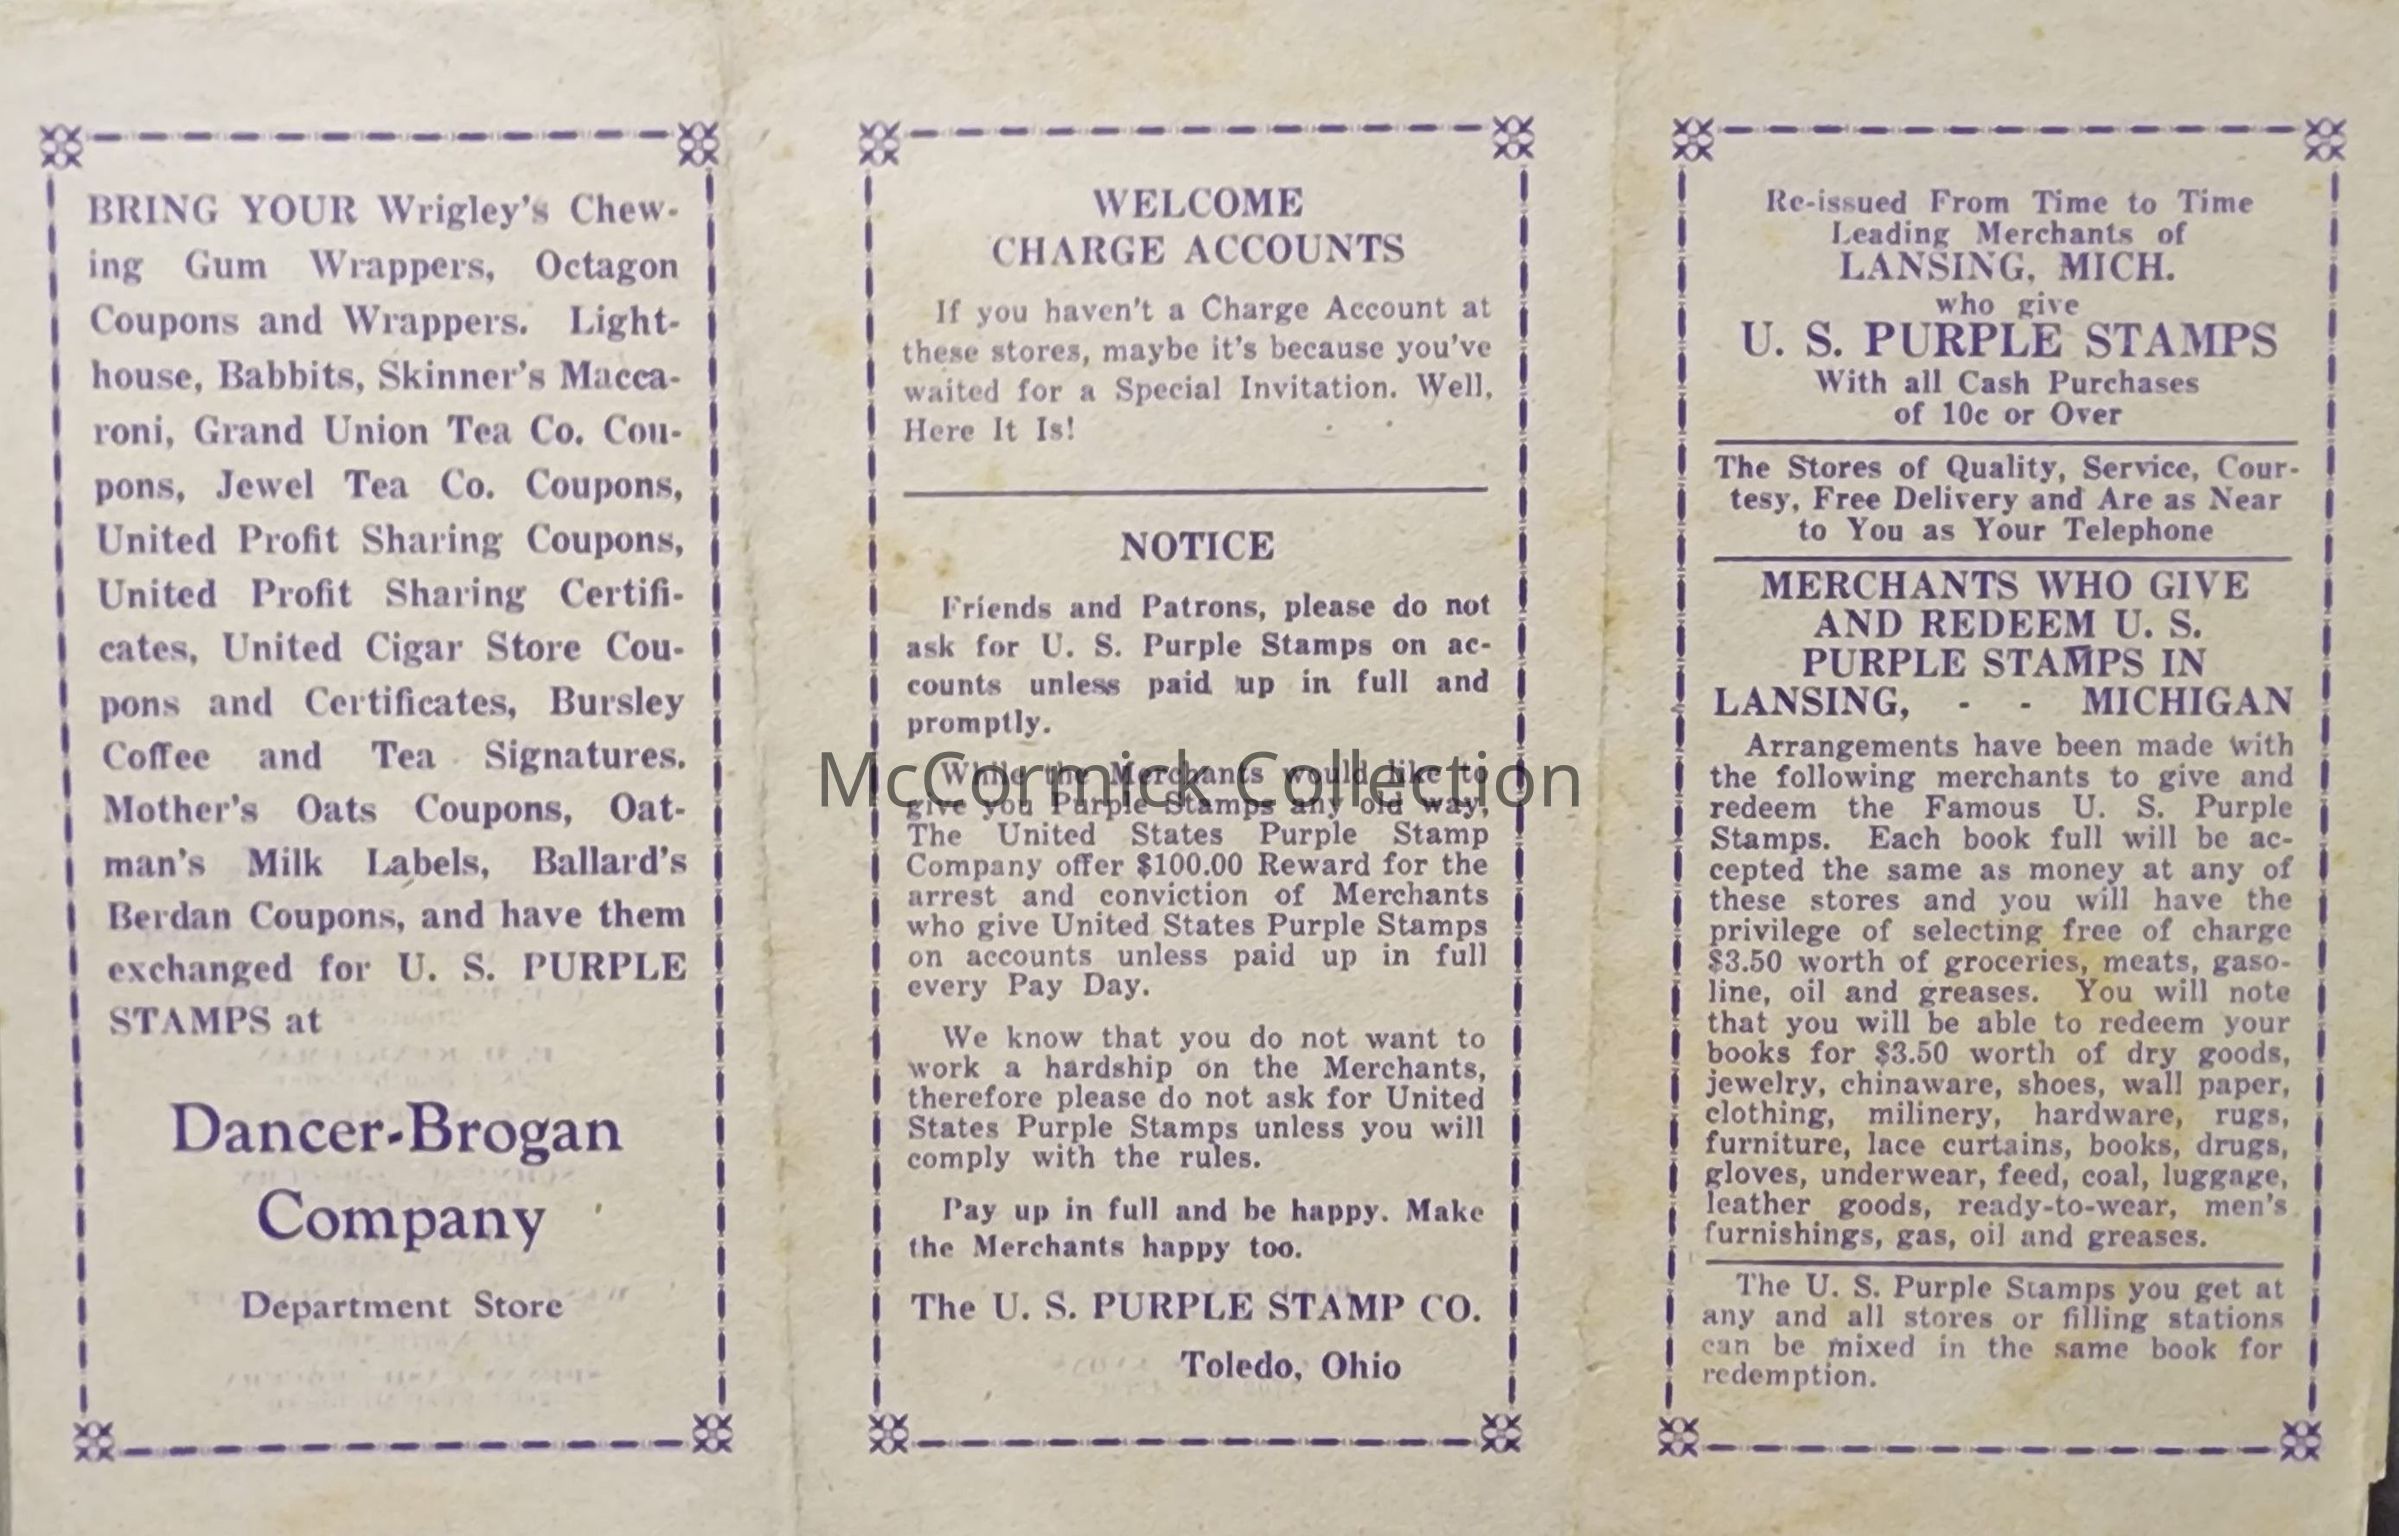 BRING YOUR Wrigley's Chew-
ing Gum Wrappers, Octagon
Coupons and Wrappers. Light-
house, Babbits, Skinner's Macca-
roni, Grand Union Tea Co. Cou-
pons, Jewel Tea Co. Coupons,
United Profit Sharing Coupons,
United Profit Sharing Certifi-
cates, United Cigar Store Cou-
pons and Certificates, Bursley
Coffee and Tea Signatures.
Mother's Oats Coupons, Oat-
man's Milk Labels, Ballard's
Berdan Coupons, and have them
exchanged for U. S. PURPLE
STAMPS at
Dancer-Brogan
Company
Department Store
WELCOME
CHARGE ACCOUNTS
If you haven't a Charge Account at
these stores, maybe it's because you've
waited for a Special Invitation. Well,
Here It Is!
NOTICE
Friends and Patrons, please do not
ask for U. S. Purple Stamps on ac-
counts unless paid up in full and
promptly.
While the Merchants would like to
give you Purple Stamps any old way,
The United States Purple Stamp
Company offer $100.00 Reward for the
arrest and conviction of Merchants
who give United States Purple Stamps
on accounts unless paid up in full
every Pay Day.
We know that you do not want to
work a hardship on the Merchants,
therefore please do not ask for United
States Purple Stamps unless you will
comply with the rules.
Pay up in full and be happy. Make
the Merchants happy too.
The U. S. PURPLE STAMP CO.
Toledo, Ohio
Re-issued From Time to Time
Leading Merchants of
LANSING, MICH.
who give
U. S. PURPLE STAMPS
With all Cash Purchases
of 10c or Over
The Stores of Quality, Service, Cour-
tesy, Free Delivery and Are as Near
to You as Your Telephone
MERCHANTS WHO GIVE
AND REDEEM U. S.
PURPLE STAMPS IN
LANSING, - - MICHIGAN
Arrangements have been made with
the following merchants to give and
redeem the Famous U. S. Purple
Stamps. Each book full will be ac-
cepted the same as money at any of
these stores and you will have the
privilege of selecting free of charge
$3.50 worth of groceries, meats, gaso-
line, oil and greases. You will note
that you will be able to redeem your
books for $3.50 worth of dry goods,
jewelry, chinaware, shoes, wall paper,
clothing, milinery, hardware, rugs,
furniture, lace curtains, books, drugs,
gloves, underwear, feed, coal, luggage,
leather goods, ready-to-wear, men's
furnishings, gas, oil and greases.
The U. S. Purple Stamps you get at
any and all stores or filling stations
can be mixed in the same book for
redemption.
McCormick Collection